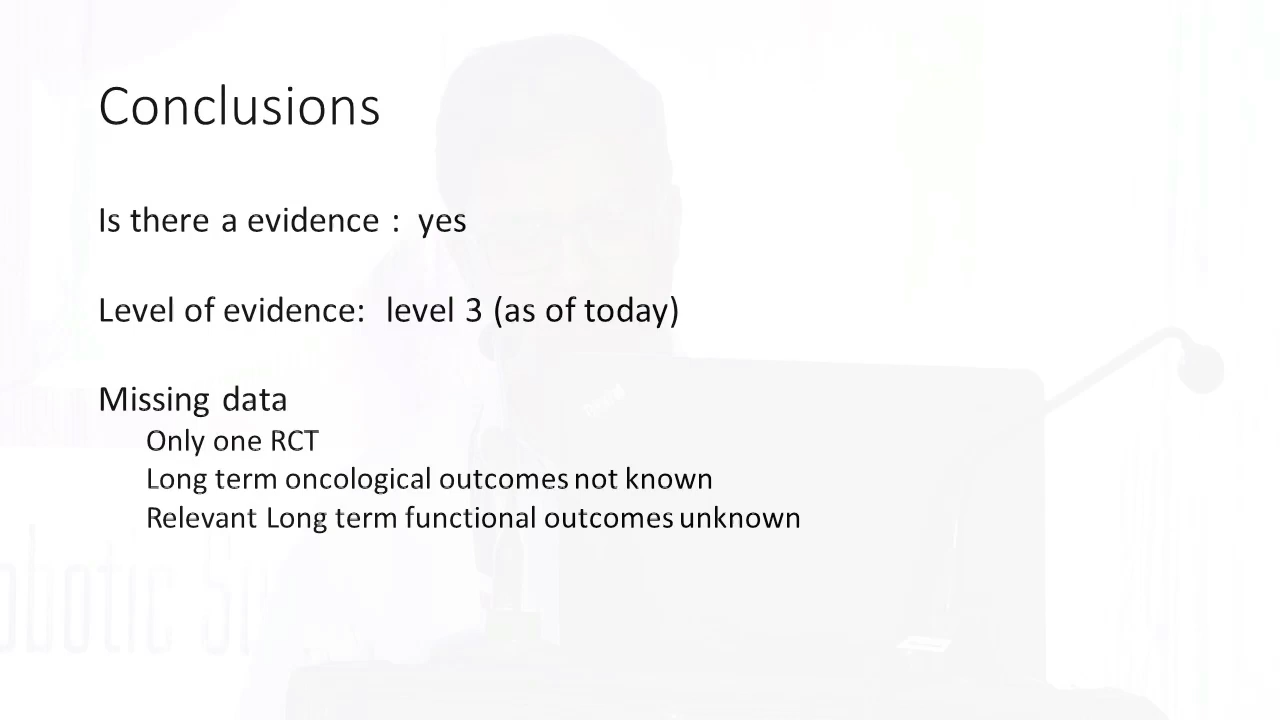 Conclusions
Is there a evidence : yes
Level of evidence: level 3 (as of today)
Missing data
Only one RCT
Long term oncological outcomes not known
Relevant Long term functional outcomes unknown
obotic